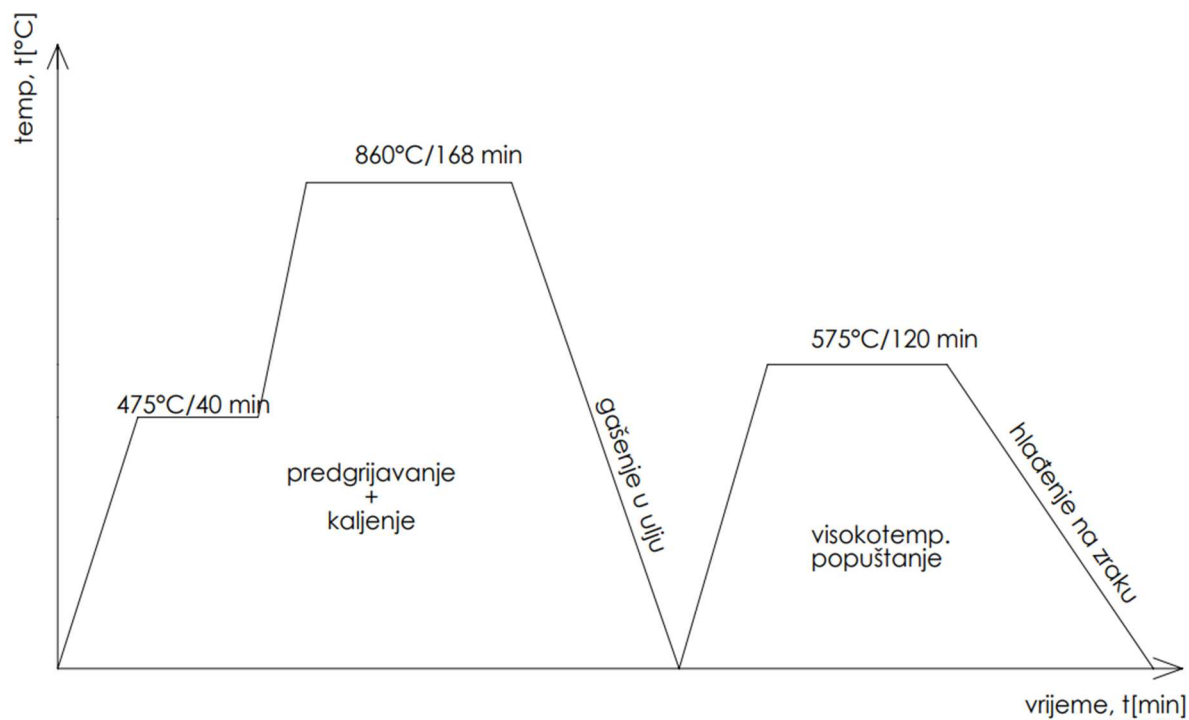 temp, t[°C]
860°C/168 min
575°C/120 min
475°C/40 min
predgrijavanje
+
kaljenje
gašenje u ulju
visokotemp.
popuštanje
hlađenje na zraku
vrijeme, t[min]